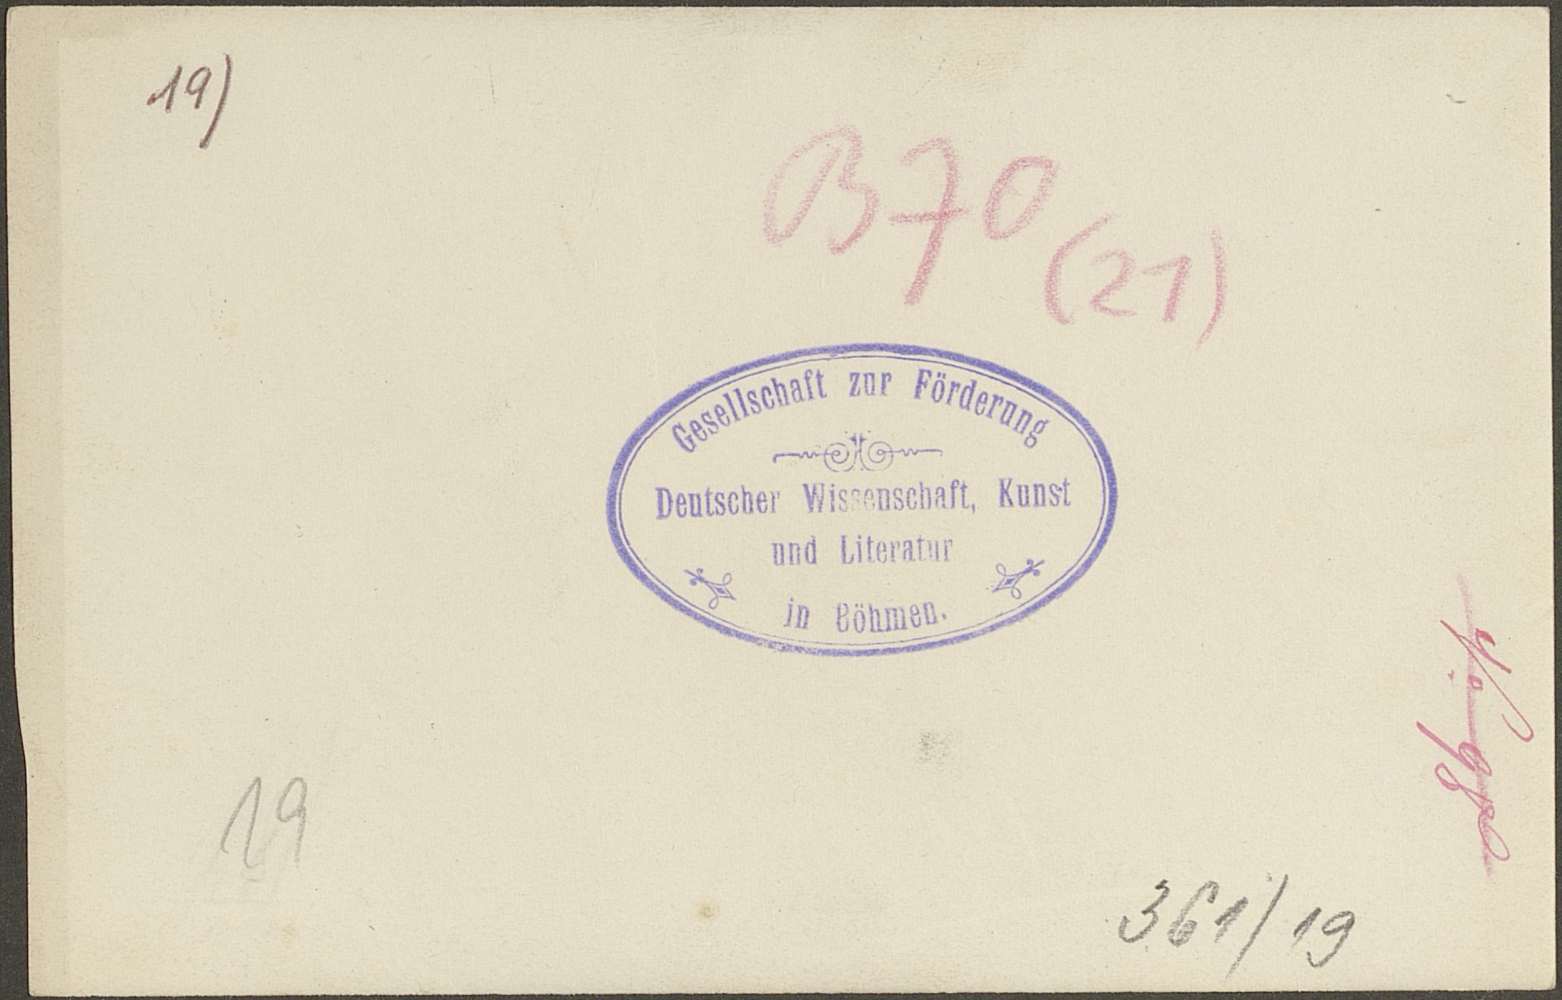 19)
B70
(21)
Gesellschaft zur Förderung
Deutscher Wissenschaft, Kunst
und Literatur
in Böhmen.
19
361/19